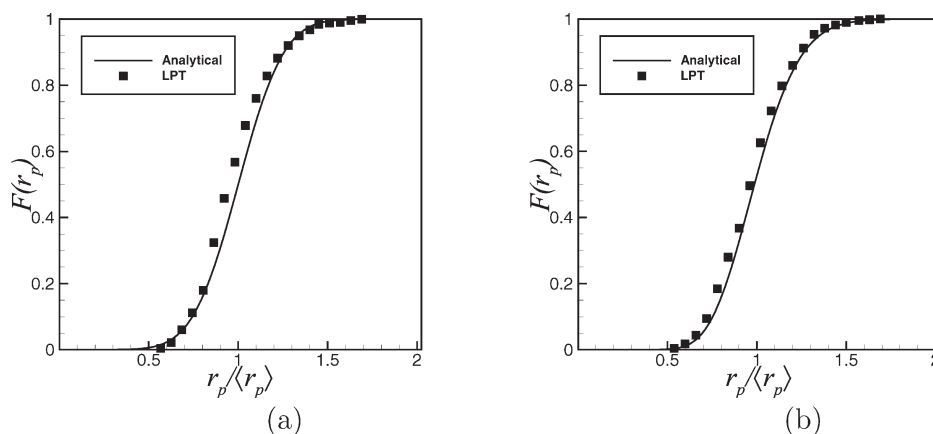 1
0.8
0.6
0.4
0.2
0
F(r_p)
Analytical
LPT
0.5
1
1.5
2
r_p/⟨r_p⟩
(a)
1
0.8
0.6
0.4
0.2
0
F(r_p)
Analytical
LPT
0.5
1
1.5
2
r_p/⟨r_p⟩
(b)